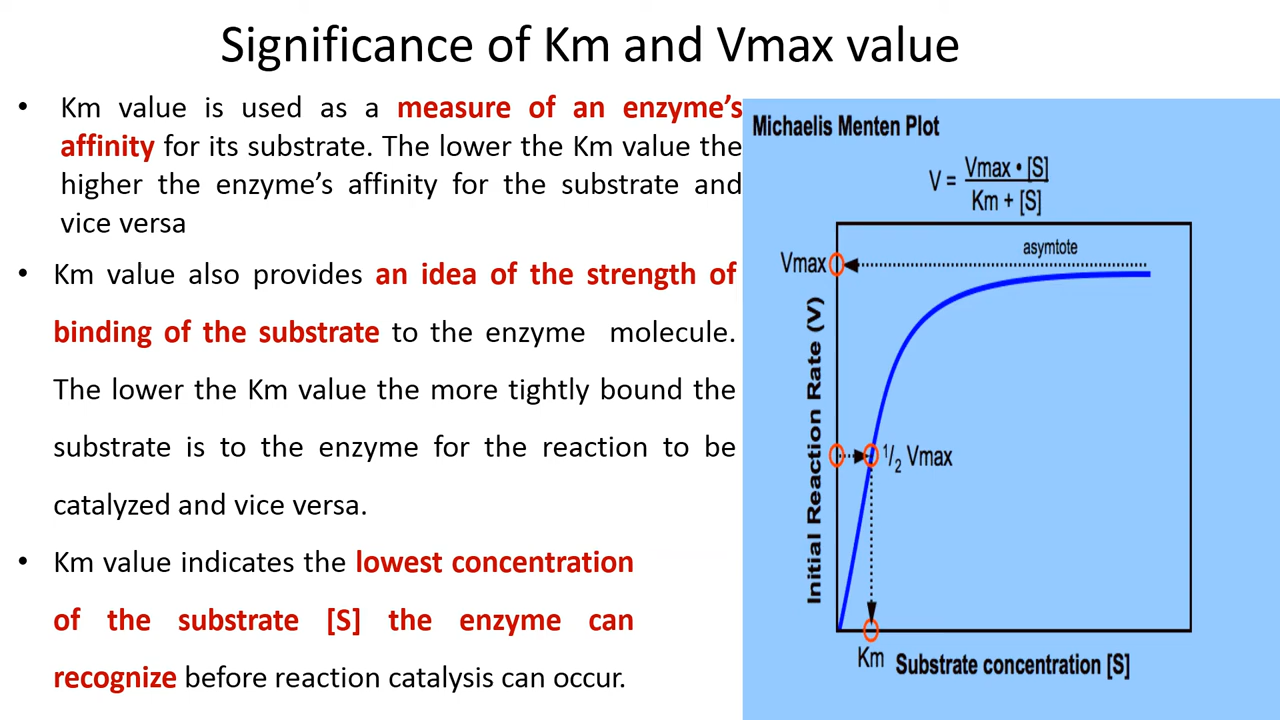 Significance of Km and Vmax value
• Km value is used as a measure of an enzyme’s
affinity for its substrate. The lower the Km value the
higher the enzyme’s affinity for the substrate and
vice versa
• Km value also provides an idea of the strength of
binding of the substrate to the enzyme molecule.
The lower the Km value the more tightly bound the
substrate is to the enzyme for the reaction to be
catalyzed and vice versa.
• Km value indicates the lowest concentration
of the substrate [S] the enzyme can
recognize before reaction catalysis can occur.
Michaelis Menten Plot
V = Vmax • [S]
Km + [S]
asymtote
Vmax
Initial Reaction Rate (V)
1/2 Vmax
Km
Substrate concentration [S]